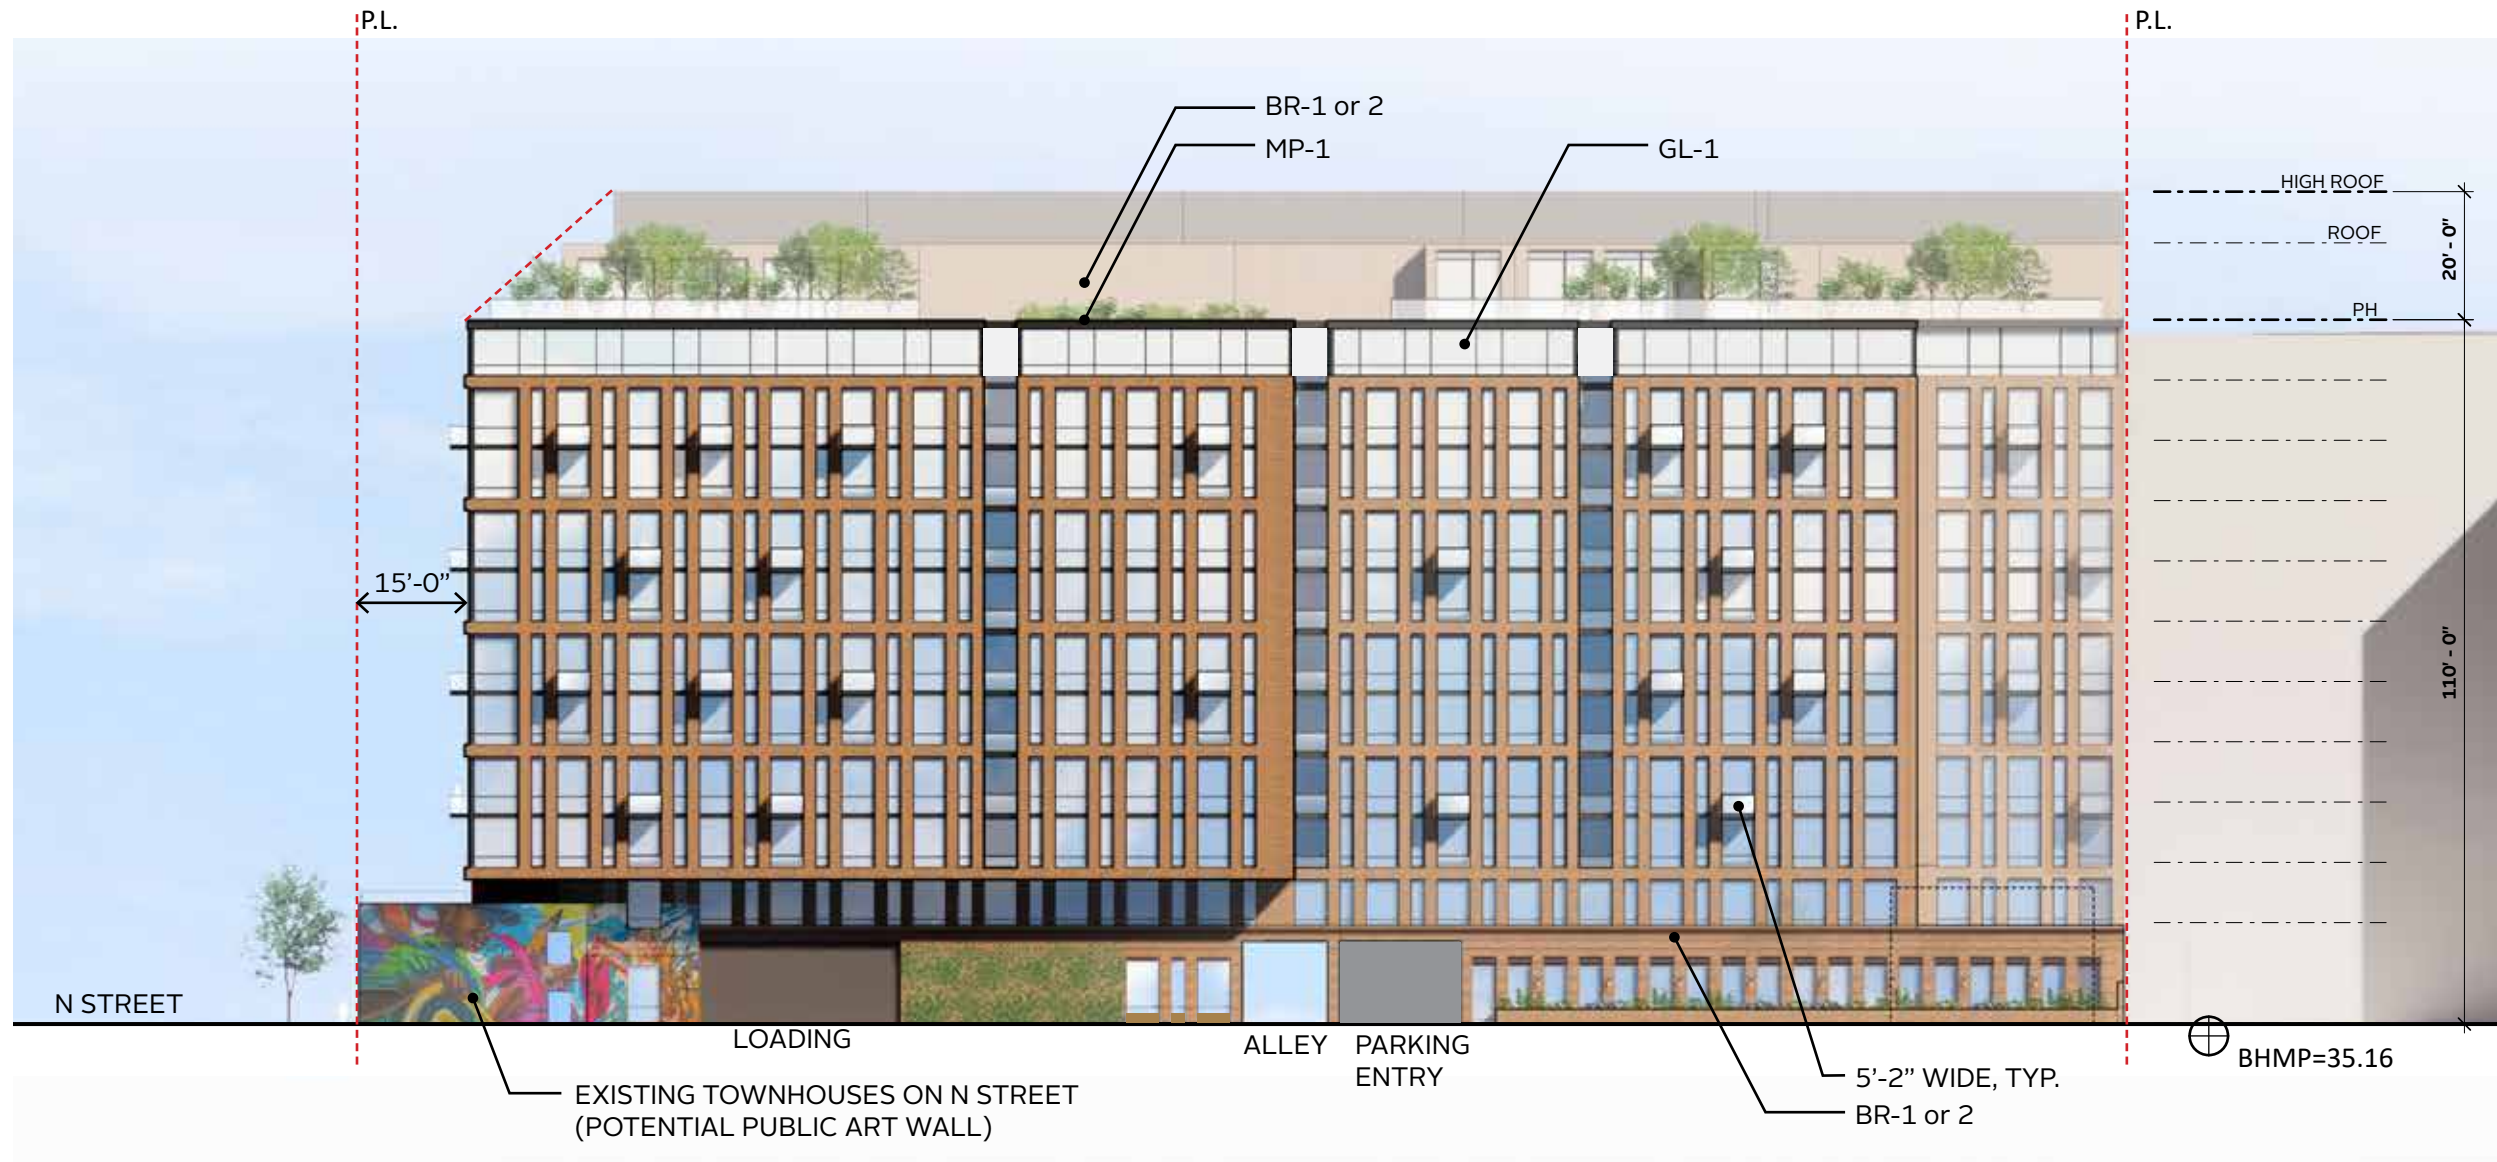 P.L.
P.L.
BR-1 or 2
MP-1
GL-1
HIGH ROOF
ROOF
20' - 0"
PH
15’-0”
110' - 0"
N STREET
LOADING
ALLEY
PARKING
ENTRY
BHMP=35.16
5’-2” WIDE, TYP.
BR-1 or 2
EXISTING TOWNHOUSES ON N STREET
(POTENTIAL PUBLIC ART WALL)